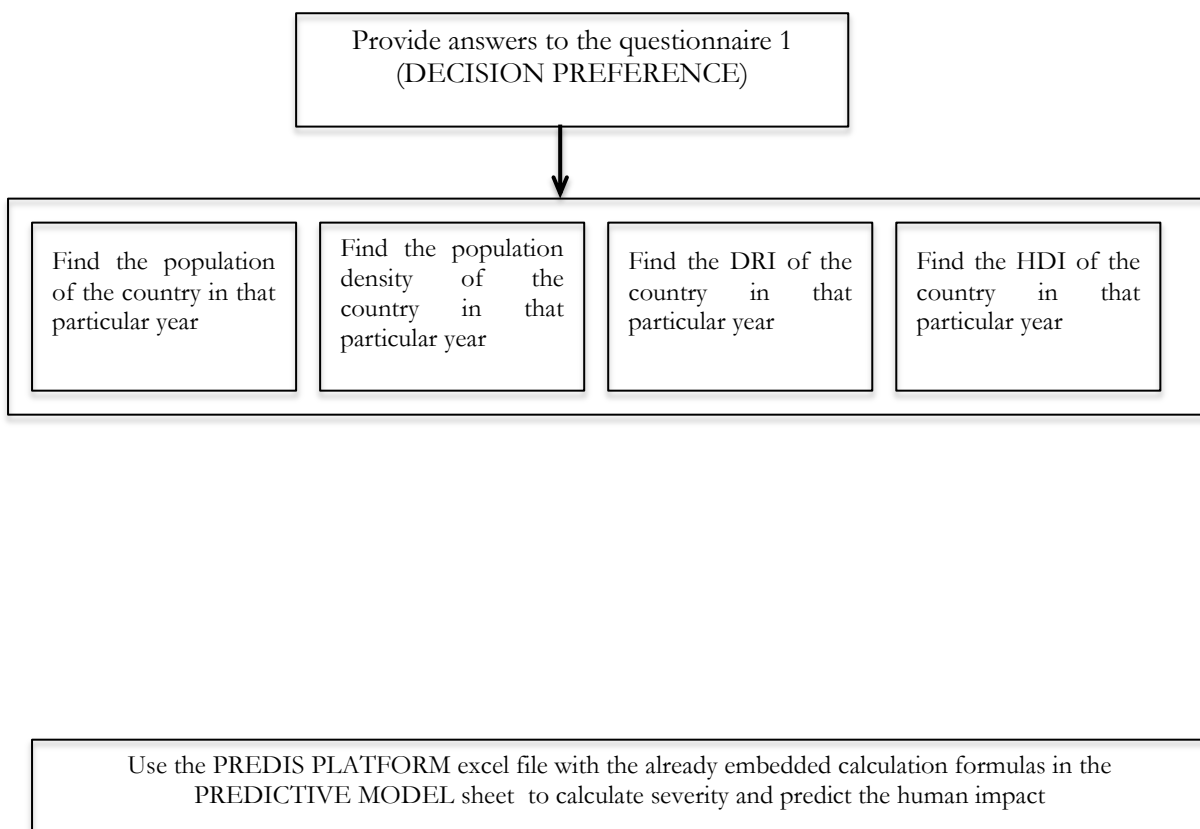 Provide answers to the questionnaire 1
(DECISION PREFERENCE)
Find the population
of the country in that
particular year
Find the population
density of the
country in that
particular year
Find the DRI of the
country in that
particular year
Find the HDI of the
country in that
particular year
Use the PREDIS PLATFORM excel file with the already embedded calculation formulas in the
PREDICTIVE MODEL sheet to calculate severity and predict the human impact